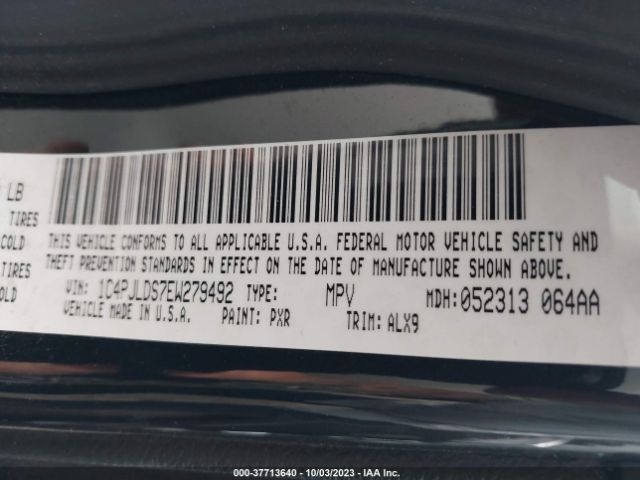 LB
TIRES
COLD
TIRES
OLD
THIS VEHICLE CONFORMS TO ALL APPLICABLE U.S.A. FEDERAL MOTOR VEHICLE SAFETY AND
THEFT PREVENTION STANDARDS IN EFFECT ON THE DATE OF MANUFACTURE SHOWN ABOVE.
VIN: 1C4PJLDS7EW279492 TYPE: MPV MDH:052313 064AA
VEHICLE MADE IN U.S.A. PAINT: PXR TRIM: ALX9
000-37713640 - 10/03/2023 - IAA Inc.